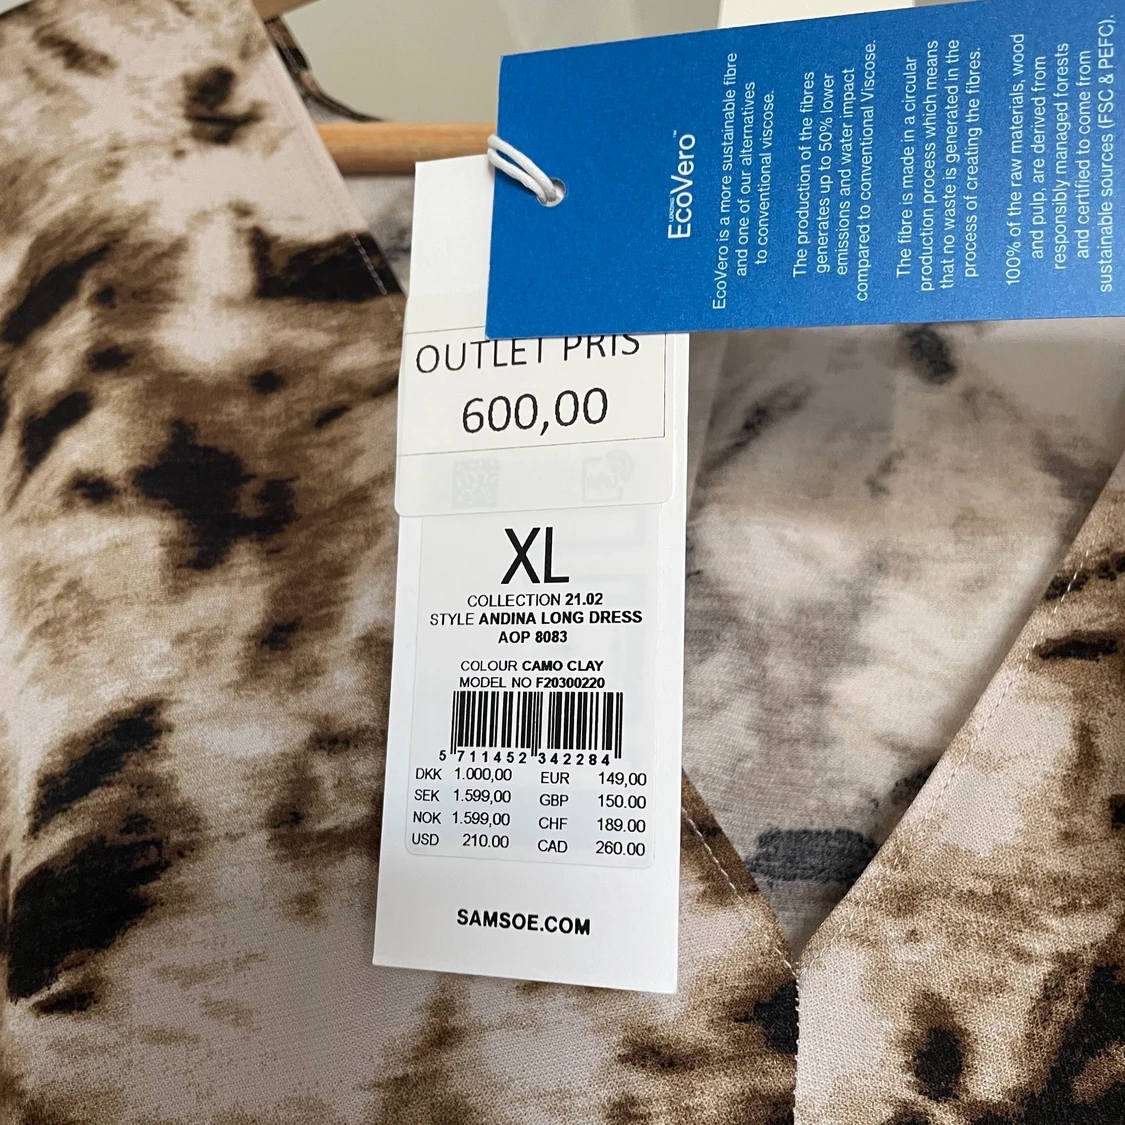 LENZING
EcoVero™
EcoVero is a more sustainable fibre
and one of our alternatives
to conventional viscose.
The production of the fibres
generates up to 50% lower
emissions and water impact
compared to conventional Viscose.
The fibre is made in a circular
production process which means
that no waste is generated in the
process of creating the fibres.
100% of the raw materials, wood
and pulp, are derived from
responsibly managed forests
and certified to come from
sustainable sources (FSC & PEFC).
OUTLET PRIS
600,00
XL
COLLECTION 21.02
STYLE ANDINA LONG DRESS
AOP 8083
COLOUR CAMO CLAY
MODEL NO F20300220
5 711452 342284
DKK 1.000,00 EUR 149,00
SEK 1.599,00 GBP 150.00
NOK 1.599,00 CHF 189.00
USD 210.00 CAD 260.00
SAMSOE.COM